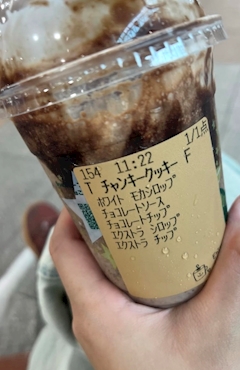 154 11:22 1/1点
T チャンキークッキー F
ホワイト モカシロップ
チョコレートソース
チョコレートチップ
エクストラ シロップ
エクストラ チップ